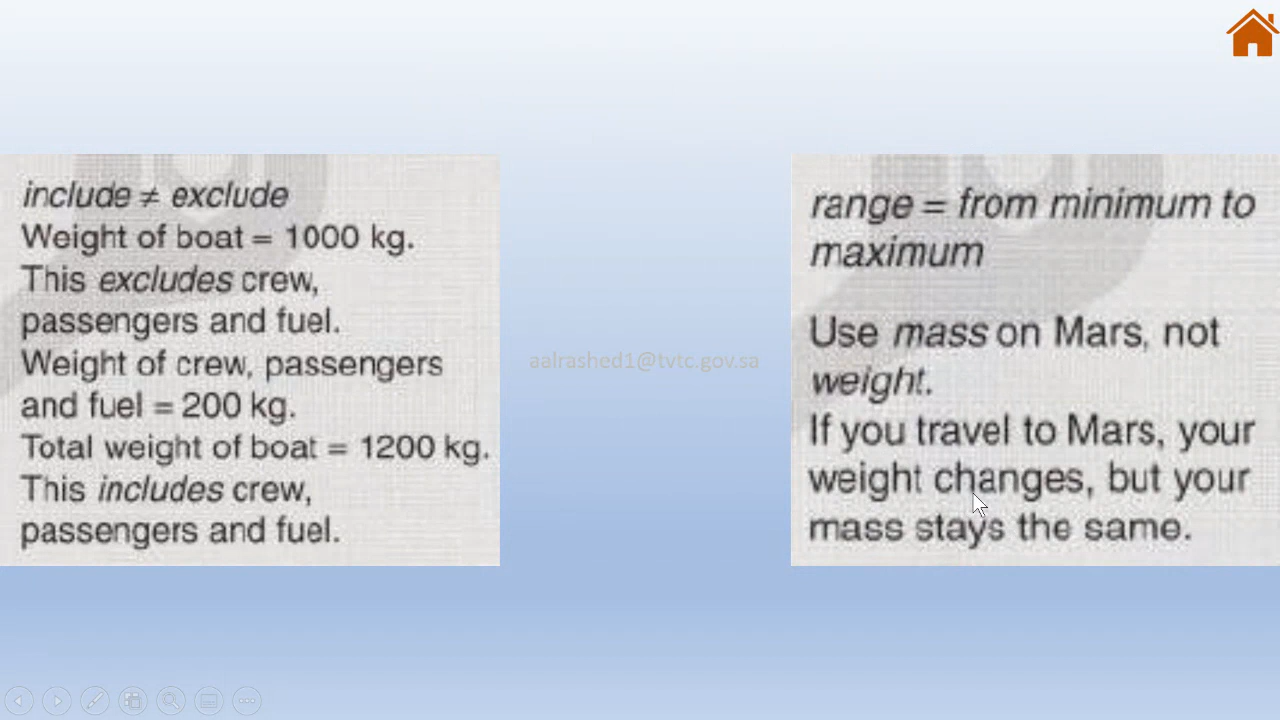 include ≠ exclude
Weight of boat = 1000 kg.
This excludes crew,
passengers and fuel.
Weight of crew, passengers
and fuel = 200 kg.
Total weight of boat = 1200 kg.
This includes crew,
passengers and fuel.
aalrashed1@tvtc.gov.sa
range = from minimum to
maximum
Use mass on Mars, not
weight.
If you travel to Mars, your
weight changes, but your
mass stays the same.